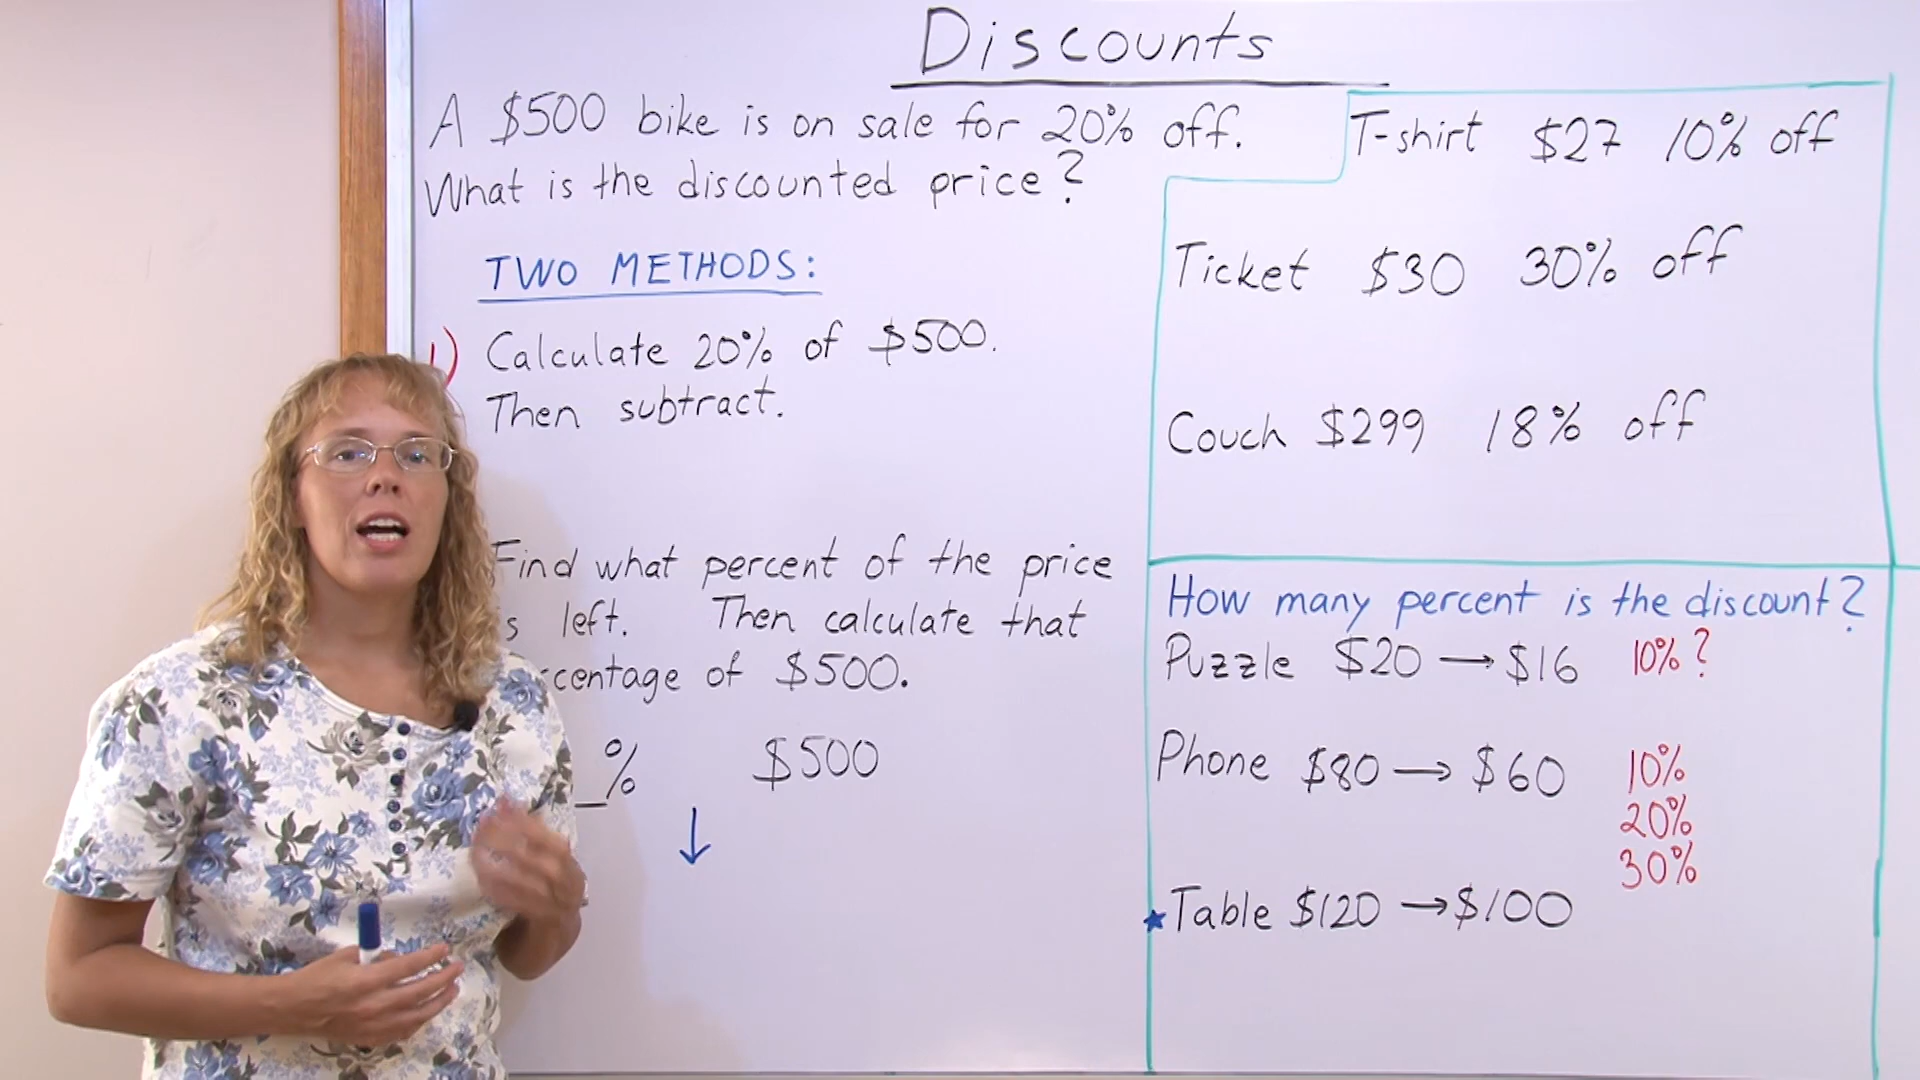 Discounts
A $500 bike is on sale for 20% off.
What is the discounted price?
TWO METHODS:
1) Calculate 20% of $500.
Then subtract.
Find what percent of the price
left. Then calculate that
of $500.
% $500
↓
T-shirt $27 10% off
Ticket $30 30% off
Couch $299 18% off
How many percent is the discount?
Puzzle $20 → $16 10%?
Phone $80 → $60 10%
20%
30%
★ Table $120 → $100